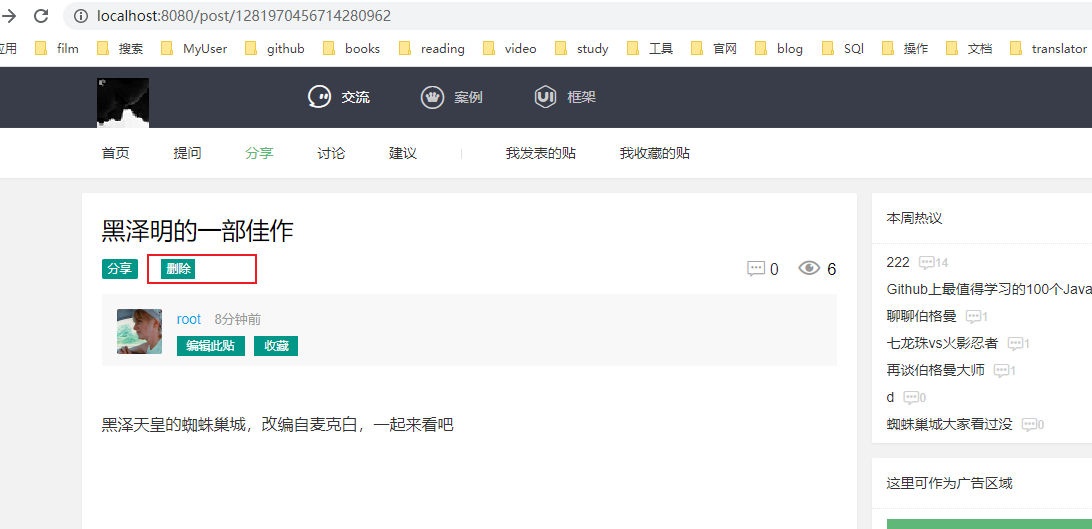 localhost:8080/post/1281970456714280962
应用 film 搜索 MyUser github books reading video study 工具 官网 blog SQl 操作 文档 translator
交流 案例 框架
首页 提问 分享 讨论 建议 我发表的贴 我收藏的贴
黑泽明的一部佳作
分享 删除 0 6
root 8分钟前
编辑此贴 收藏
黑泽天皇的蜘蛛巢城，改编自麦克白，一起来看吧
本周热议
222 14
Github上最值得学习的100个Java
聊聊伯格曼 1
七龙珠vs火影忍者 1
再谈伯格曼大师 1
d 0
蜘蛛巢城大家看过没 0
这里可作为广告区域